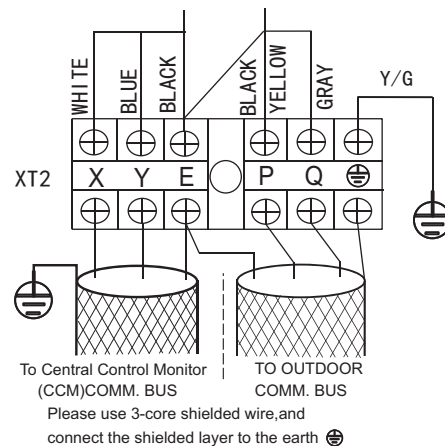 WHITE
BLUE
BLACK
BLACK
YELLOW
GRAY
Y/G
XT2
X Y E P Q
To Central Control Monitor
(CCM)COMM. BUS
TO OUTDOOR
COMM. BUS
Please use 3-core shielded wire,and
connect the shielded layer to the earth